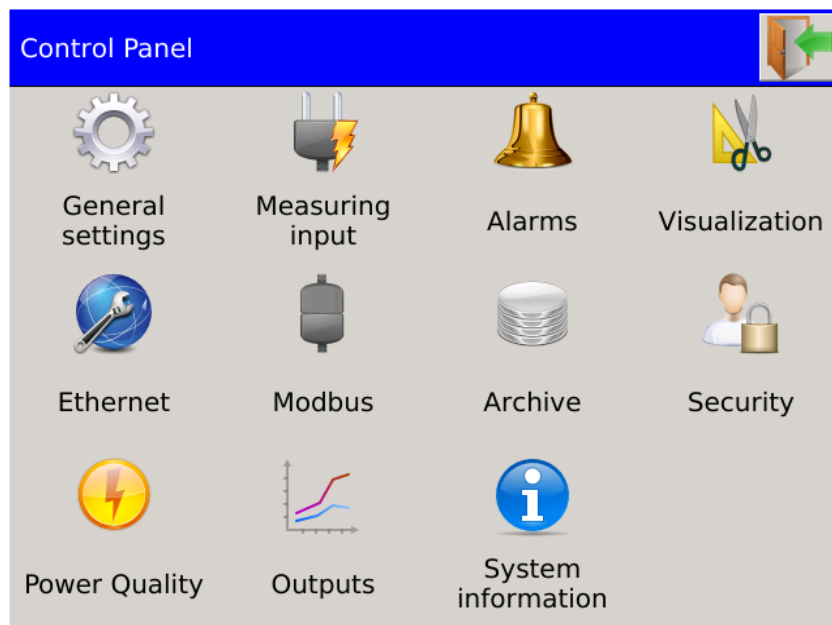 Control Panel
General
settings
Measuring
input
Alarms
Visualization
Ethernet
Modbus
Archive
Security
Power Quality
Outputs
System
information